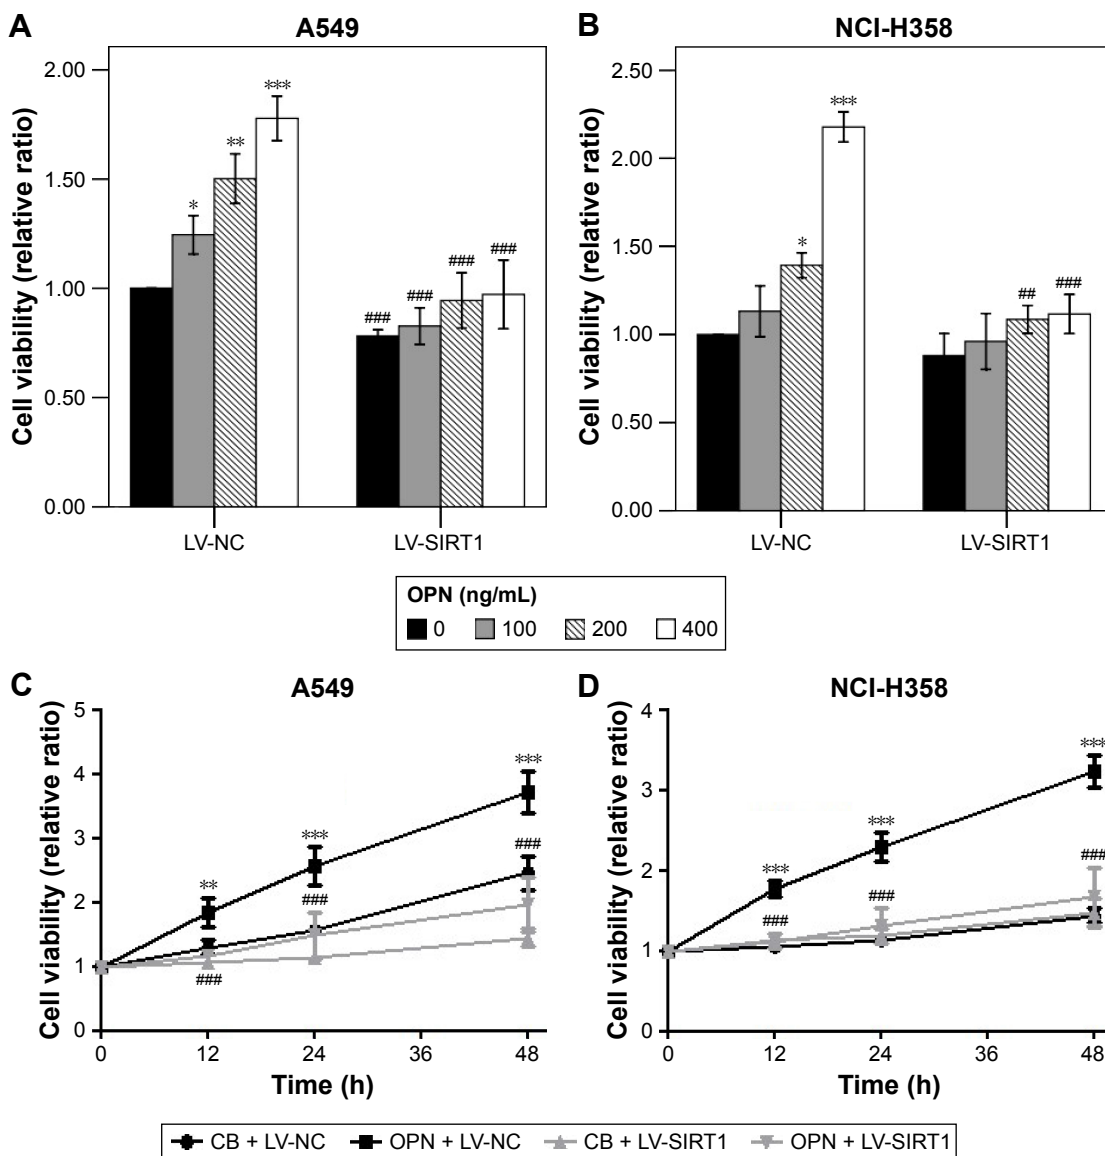 A
A549
Cell viability (relative ratio)
2.00
1.50
1.00
0.50
0.00
*
**
***
###
###
###
###
LV-NC
LV-SIRT1
B
NCI-H358
Cell viability (relative ratio)
2.50
2.00
1.50
1.00
0.50
0.00
*
***
##
###
LV-NC
LV-SIRT1
OPN (ng/mL)
0 100 200 400
C
A549
Cell viability (relative ratio)
5
4
3
2
1
0
**
***
***
###
###
###
0 12 24 36 48
Time (h)
D
NCI-H358
Cell viability (relative ratio)
4
3
2
1
0
***
***
***
###
###
###
0 12 24 36 48
Time (h)
CB + LV-NC OPN + LV-NC CB + LV-SIRT1 OPN + LV-SIRT1